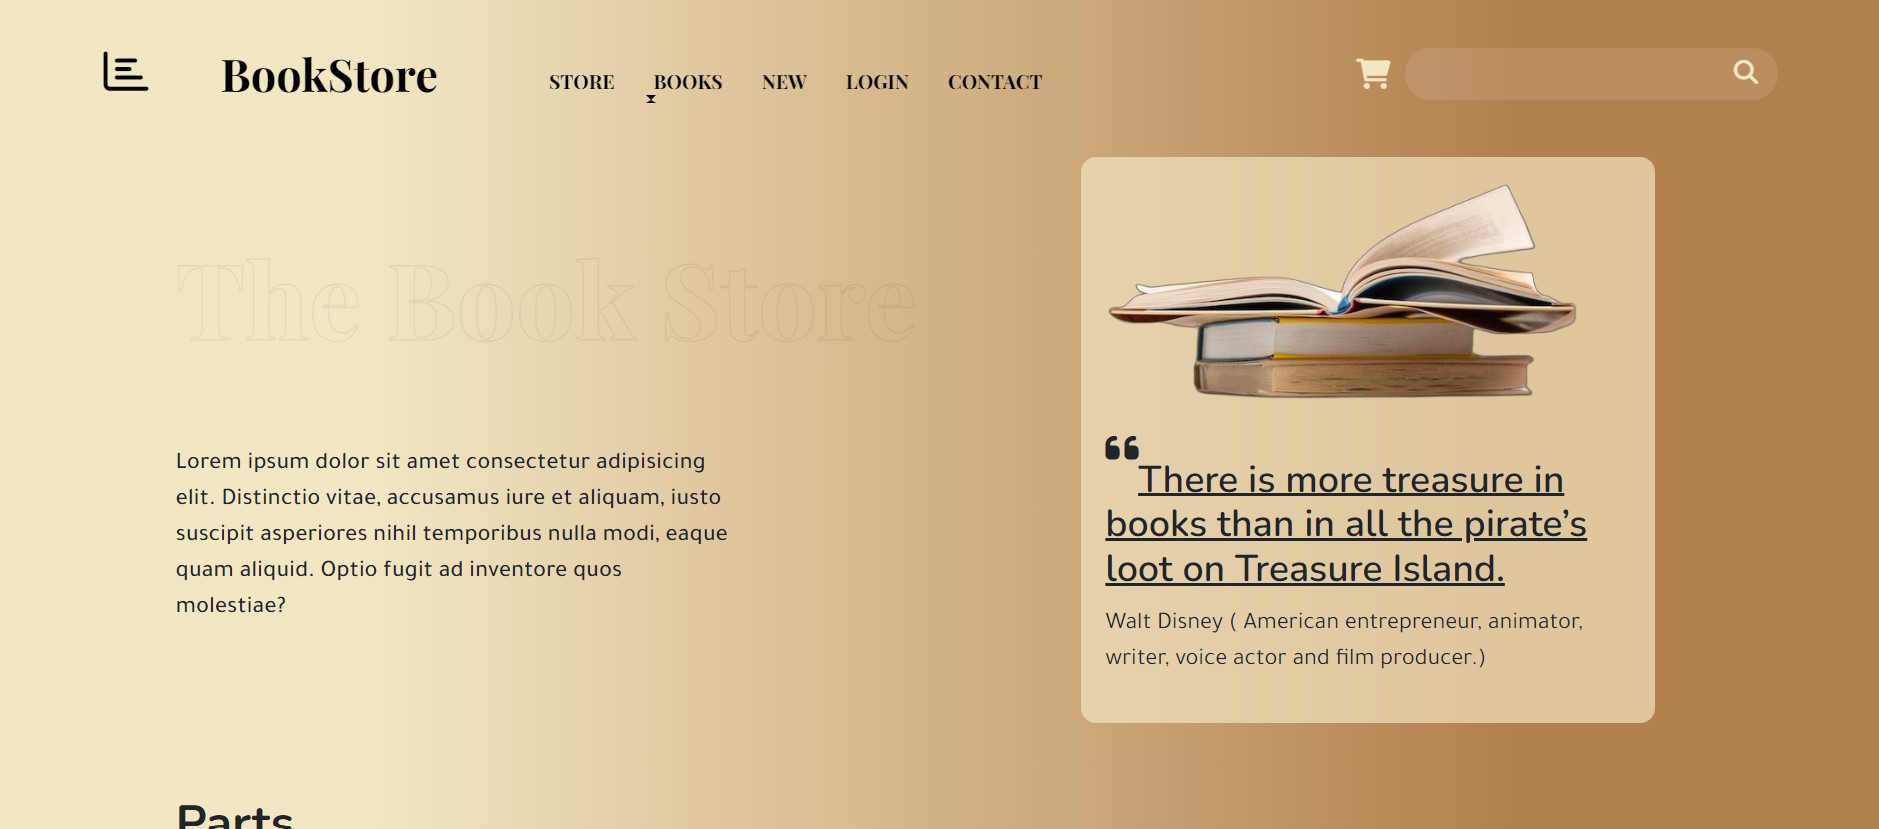 BookStore
STORE BOOKS NEW LOGIN CONTACT
The Book Store
Lorem ipsum dolor sit amet consectetur adipisicing
elit. Distinctio vitae, accusamus iure et aliquam, iusto
suscipit asperiores nihil temporibus nulla modi, eaque
quam aliquid. Optio fugit ad inventore quos
molestiae?
“There is more treasure in
books than in all the pirate’s
loot on Treasure Island.
Walt Disney ( American entrepreneur, animator,
writer, voice actor and film producer.)
Parts